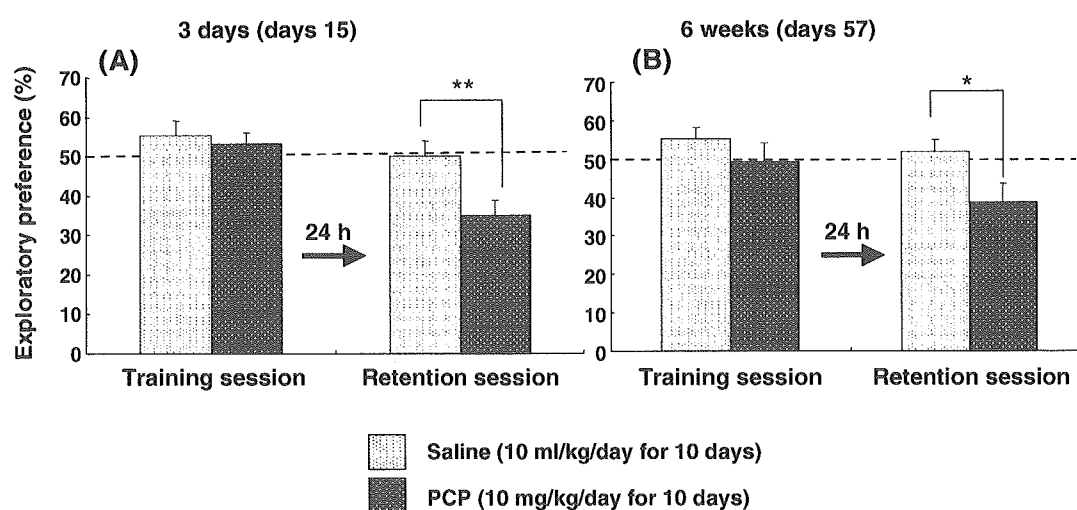 3 days (days 15)
6 weeks (days 57)
(A)
(B)
Exploratory preference (%)
70
60
50
40
30
20
10
0
**
24 h
Training session
Retention session
70
60
50
40
30
20
10
0
*
24 h
Training session
Retention session
Saline (10 ml/kg/day for 10 days)
PCP (10 mg/kg/day for 10 days)